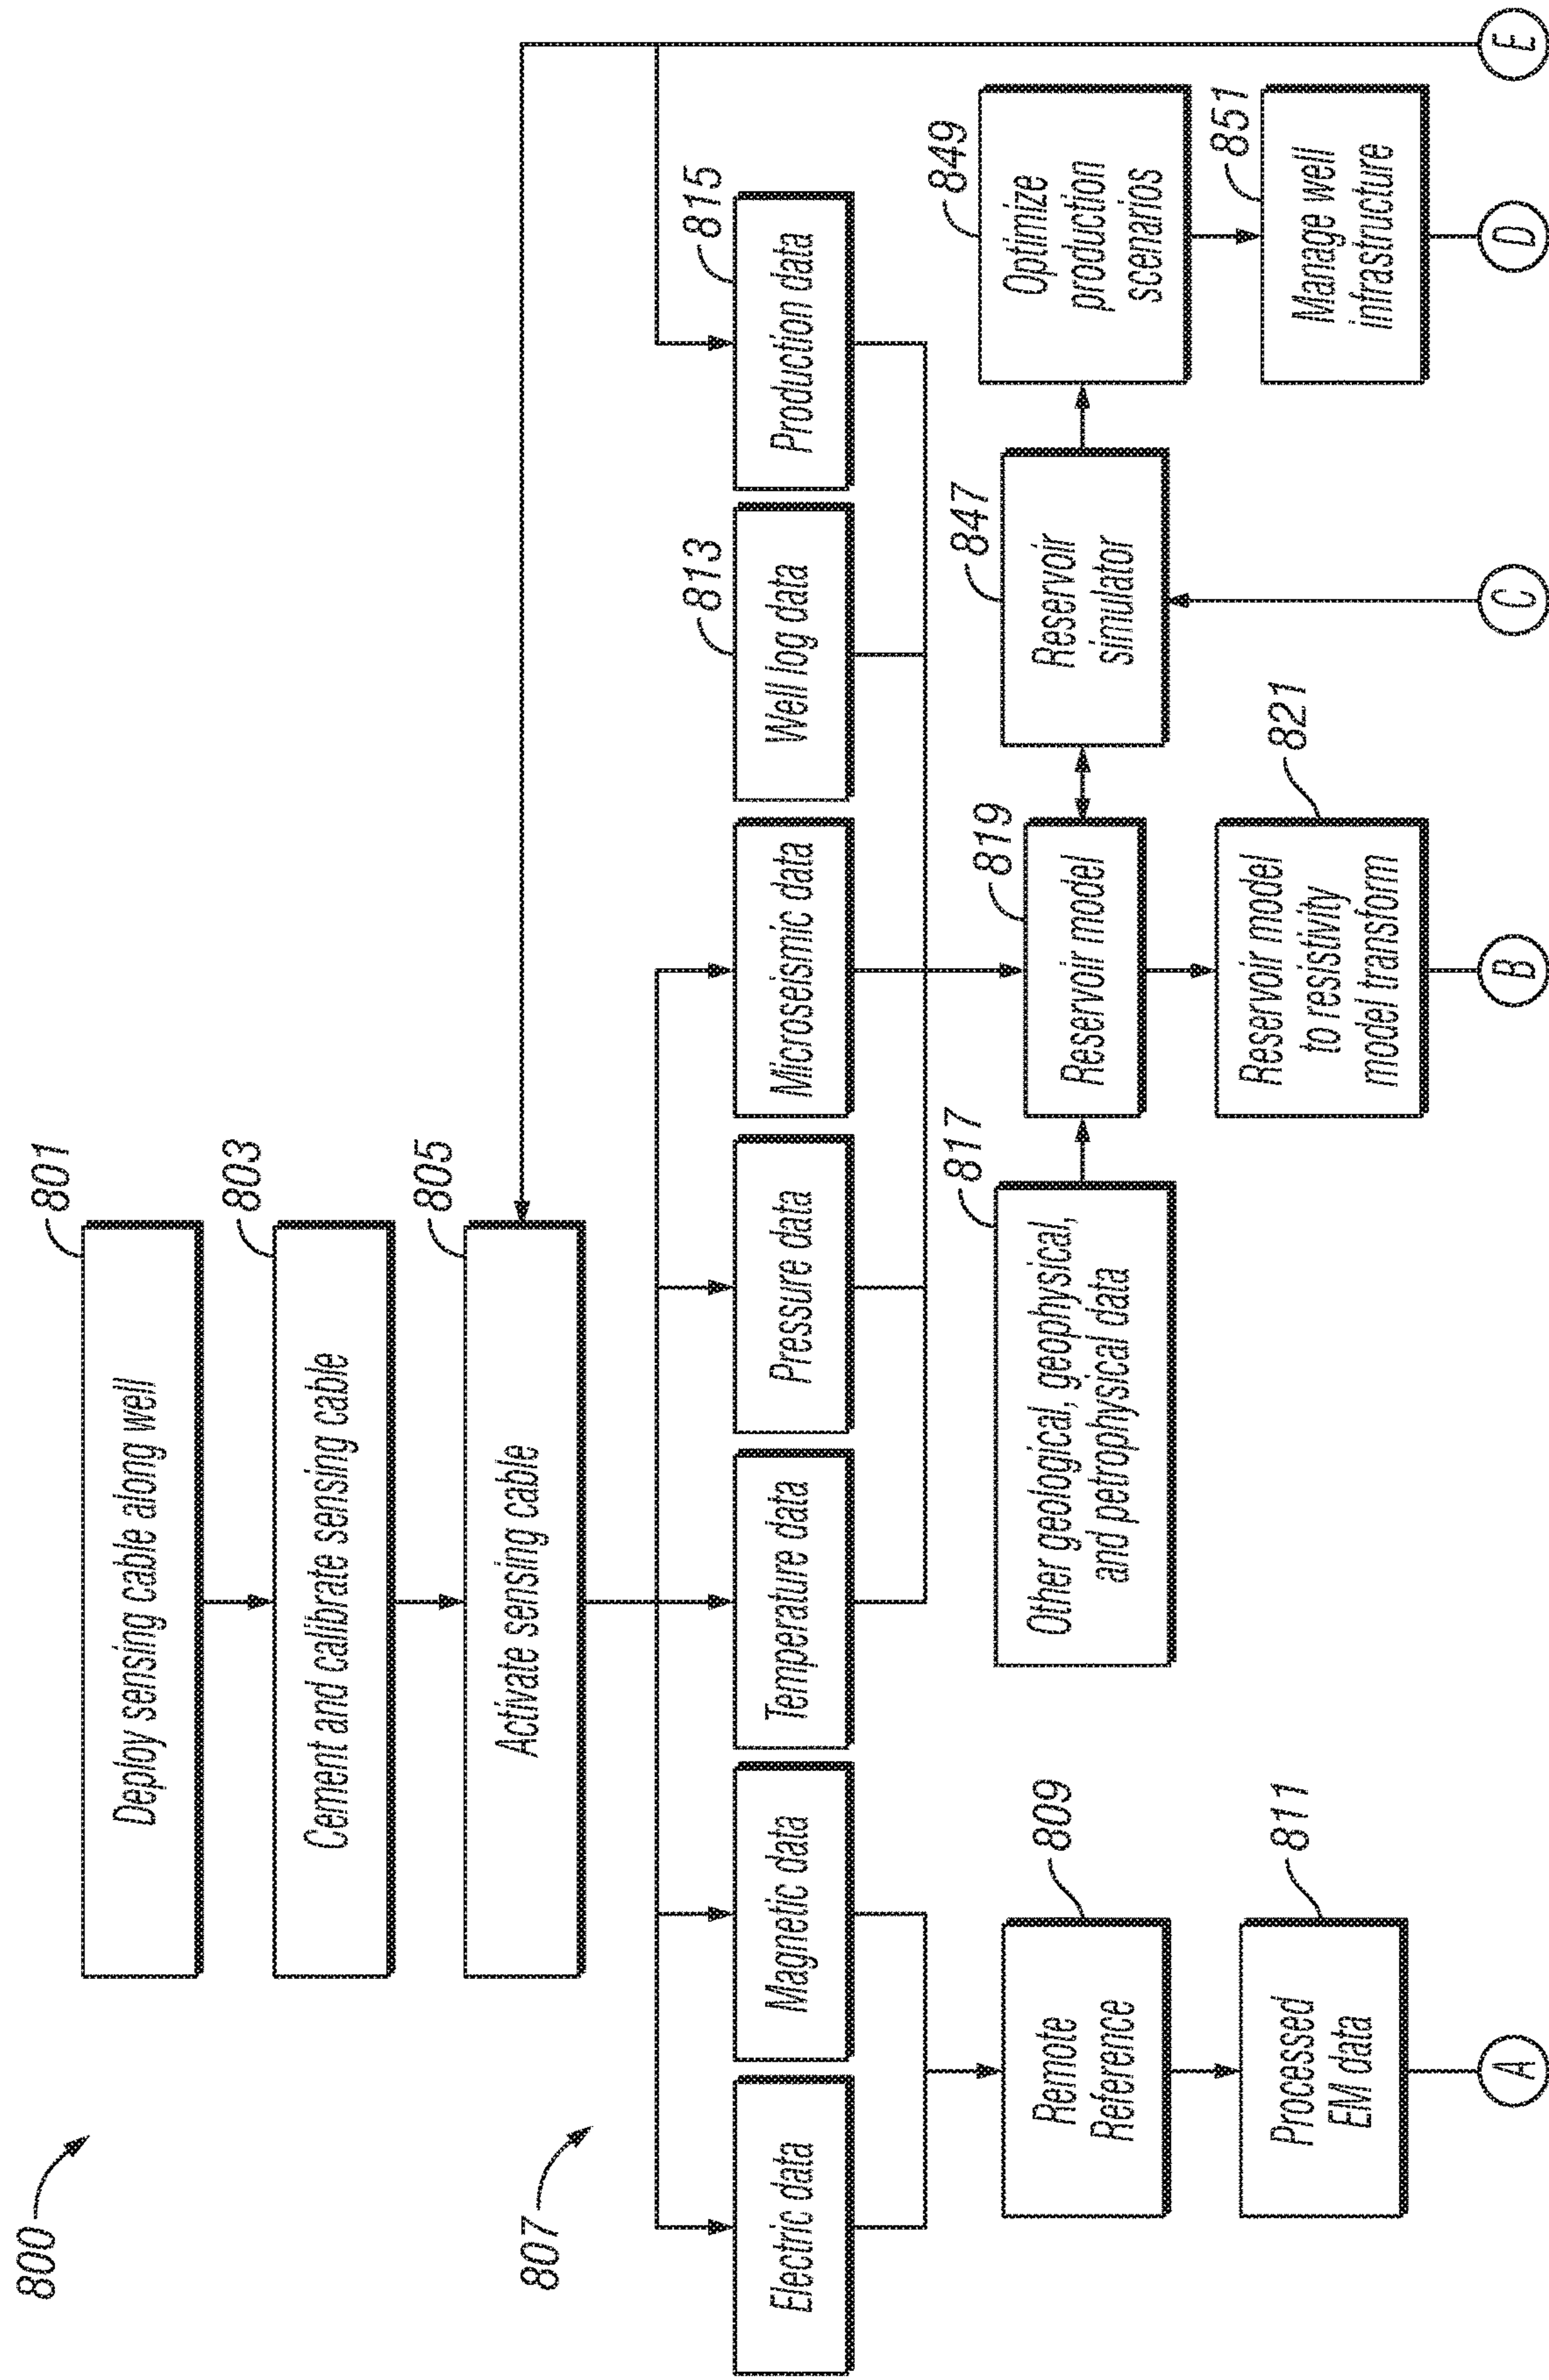 800
801
Deploy sensing cable along well
803
Cement and calibrate sensing cable
805
Activate sensing cable
807
813
815
Electric data
Magnetic data
Temperature data
Pressure data
Microseismic data
Well log data
Production data
809
Remote
Reference
817
Other geological, geophysical,
and petrophysical data
819
Reservoir model
847
Reservoir
simulator
849
Optimize
production
scenarios
811
Processed
EM data
821
Reservoir model
to resistivity
model transform
851
Manage well
infrastructure
A
B
C
D
E